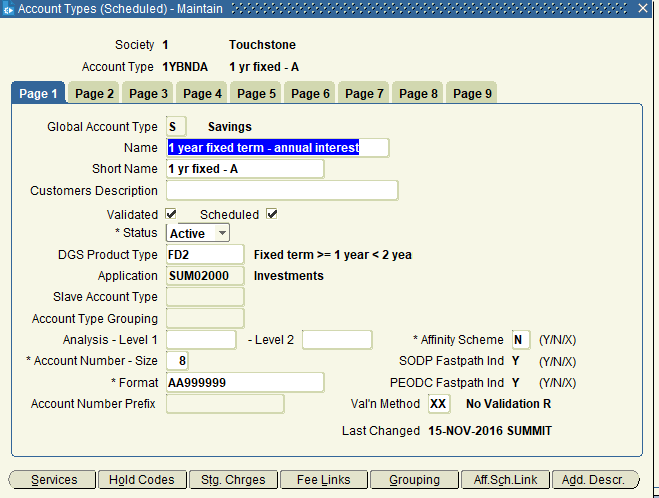 Account Types (Scheduled) - Maintain
Society 1 Touchstone
Account Type 1YBNDA 1 yr fixed - A
Page 1 Page 2 Page 3 Page 4 Page 5 Page 6 Page 7 Page 8 Page 9
Global Account Type S Savings
Name 1 year fixed term - annual interest
Short Name 1 yr fixed - A
Customers Description
Validated Scheduled
* Status Active
DGS Product Type FD2 Fixed term >= 1 year < 2 yea
Application SUM02000 Investments
Slave Account Type
Account Type Grouping
Analysis - Level 1 - Level 2 * Affinity Scheme N (Y/N/X)
* Account Number - Size 8 SODP Fastpath Ind Y (Y/N/X)
* Format AA999999 PEODC Fastpath Ind Y (Y/N/X)
Account Number Prefix Val'n Method XX No Validation R
Last Changed 15-NOV-2016 SUMMIT
Services Hold Codes Stg. Chrges Fee Links Grouping Aff.Sch.Link Add. Descr.